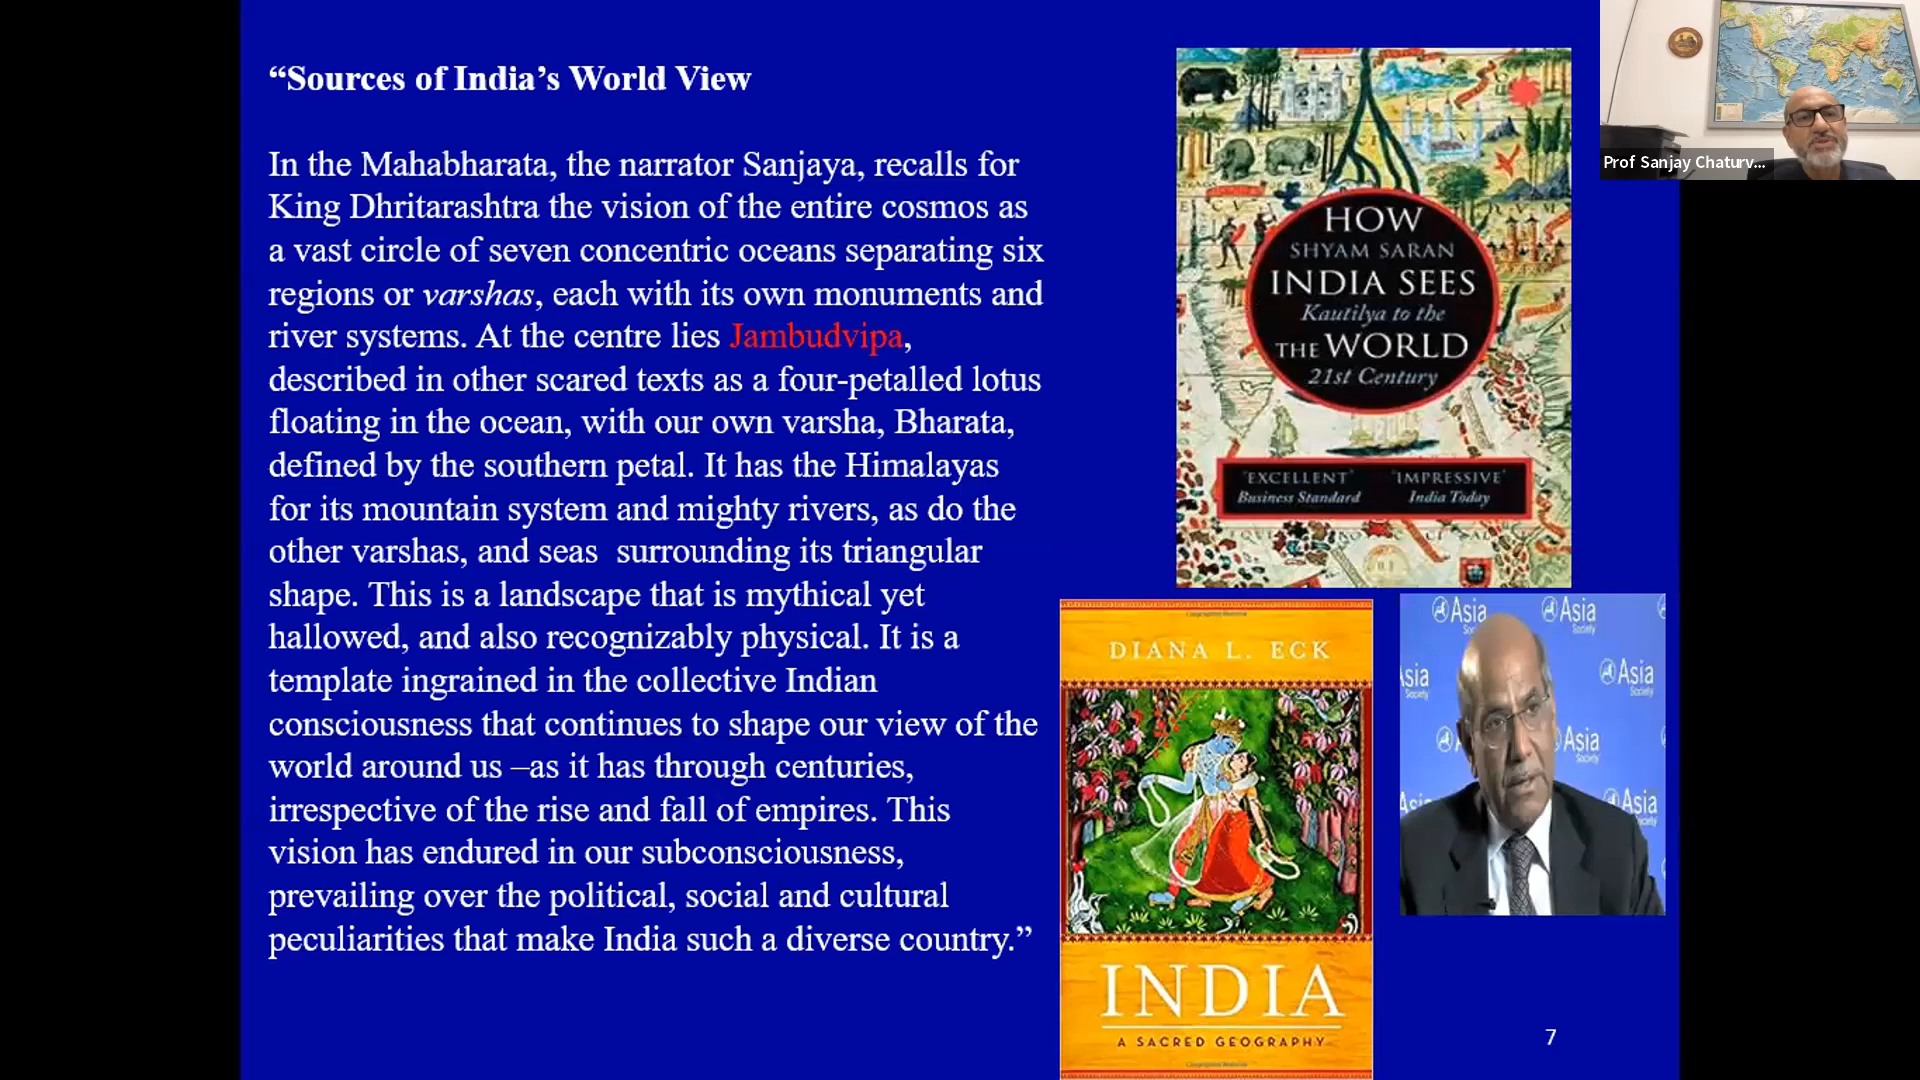 “Sources of India’s World View
In the Mahabharata, the narrator Sanjaya, recalls for
King Dhritarashtra the vision of the entire cosmos as
a vast circle of seven concentric oceans separating six
regions or varshas, each with its own monuments and
river systems. At the centre lies Jambudvipa,
described in other scared texts as a four-petalled lotus
floating in the ocean, with our own varsha, Bharata,
defined by the southern petal. It has the Himalayas
for its mountain system and mighty rivers, as do the
other varshas, and seas surrounding its triangular
shape. This is a landscape that is mythical yet
hallowed, and also recognizably physical. It is a
template ingrained in the collective Indian
consciousness that continues to shape our view of the
world around us –as it has through centuries,
irrespective of the rise and fall of empires. This
vision has endured in our subconsciousness,
prevailing over the political, social and cultural
peculiarities that make India such a diverse country.”
HOW
SHYAM SARAN
INDIA SEES
Kautilya to the
THE WORLD
21st Century
"EXCELLENT"
Business Standard
"IMPRESSIVE"
India Today
DIANA L. ECK
INDIA
A SACRED GEOGRAPHY
Asia
Society
Asia
Society
Asia
Society
Asia
Asia
Society
7
Prof Sanjay Chaturv...